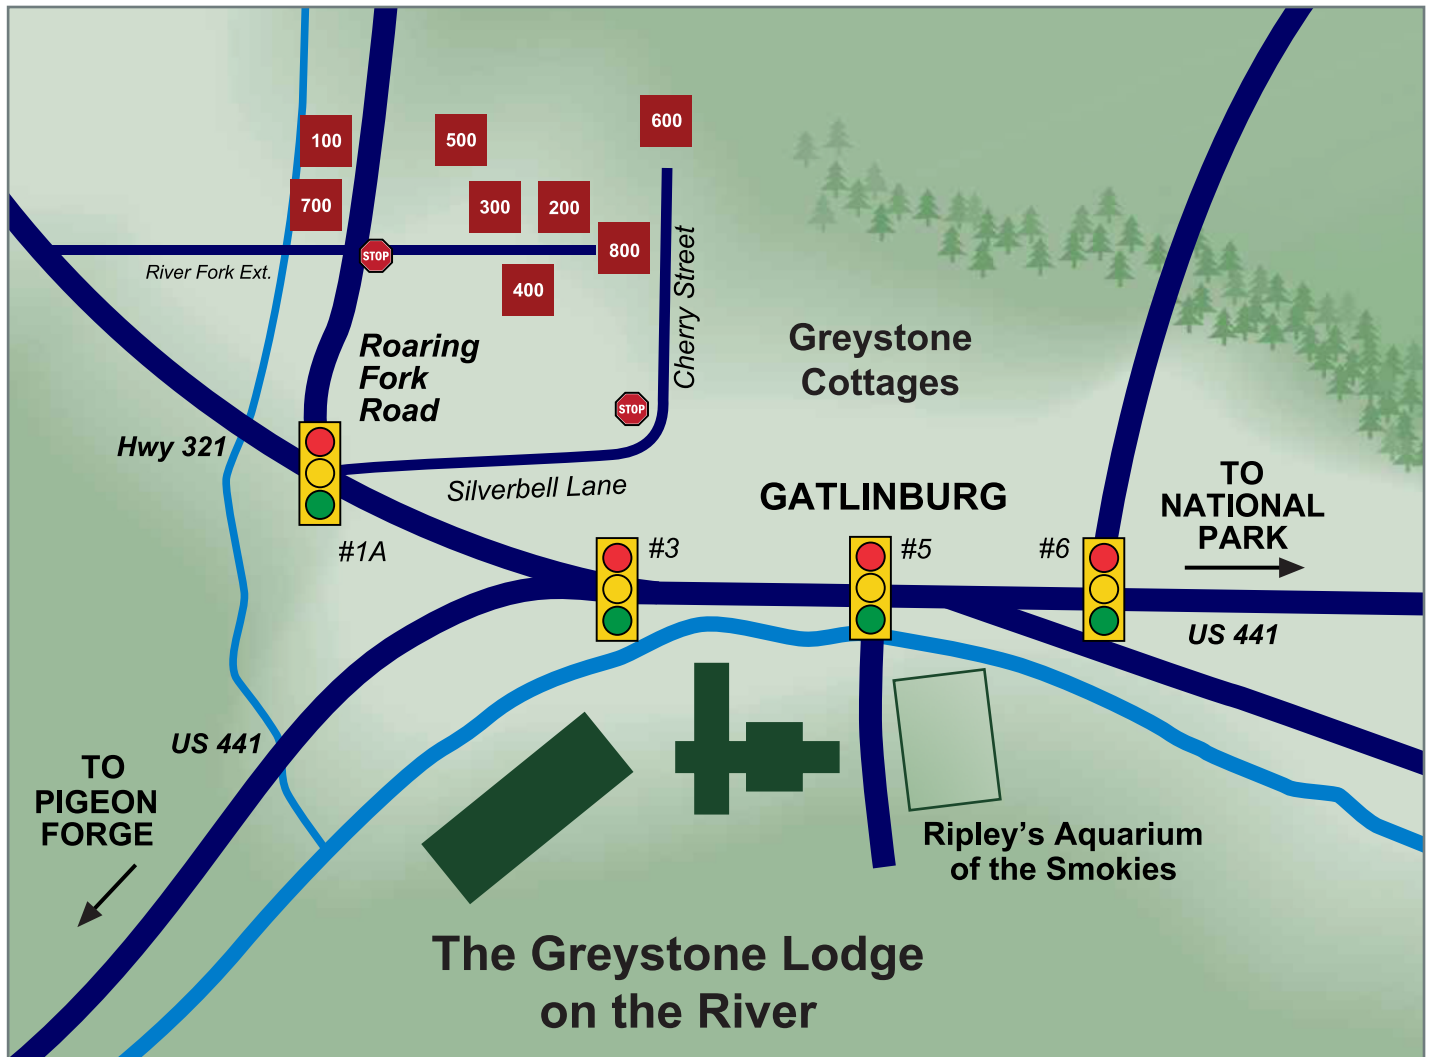 100
500
600
700
300
200
800
STOP
River Fork Ext.
400
Cherry Street
Roaring
Fork
Road
Greystone
Cottages
STOP
Hwy 321
Silverbell Lane
GATLINBURG
TO
NATIONAL
PARK
#1A
#3
#5
#6
US 441
US 441
TO
PIGEON
FORGE
Ripley’s Aquarium
of the Smokies
The Greystone Lodge
on the River